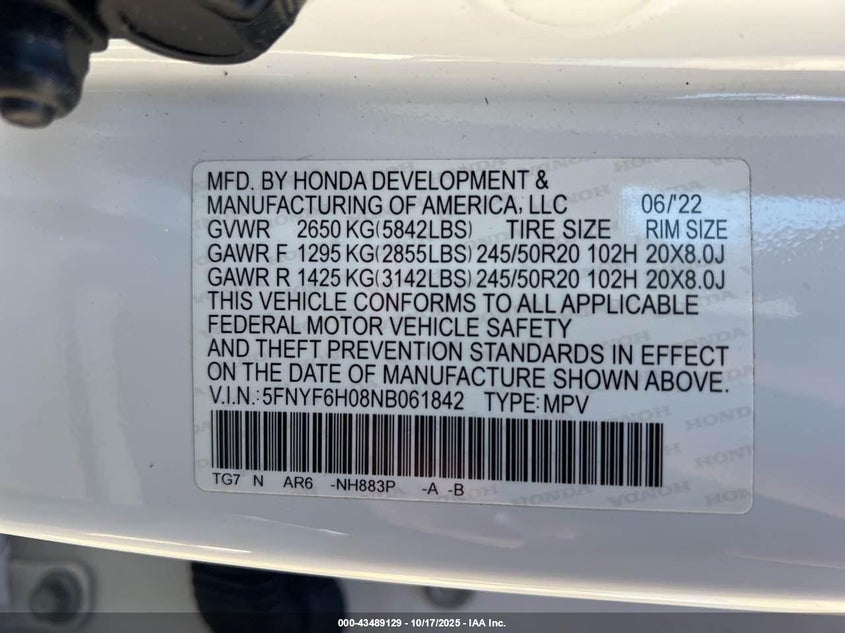 MFD. BY HONDA DEVELOPMENT &
MANUFACTURING OF AMERICA, LLC 06/'22
GVWR 2650 KG(5842LBS) TIRE SIZE RIM SIZE
GAWR F 1295 KG(2855LBS) 245/50R20 102H 20X8.0J
GAWR R 1425 KG(3142LBS) 245/50R20 102H 20X8.0J
THIS VEHICLE CONFORMS TO ALL APPLICABLE
FEDERAL MOTOR VEHICLE SAFETY
AND THEFT PREVENTION STANDARDS IN EFFECT
ON THE DATE OF MANUFACTURE SHOWN ABOVE.
V.I.N.: 5FNYF6H08NB061842 TYPE: MPV
TG7 N AR6 -NH883P -A -B
000-43489129 - 10/17/2025 - IAA Inc.